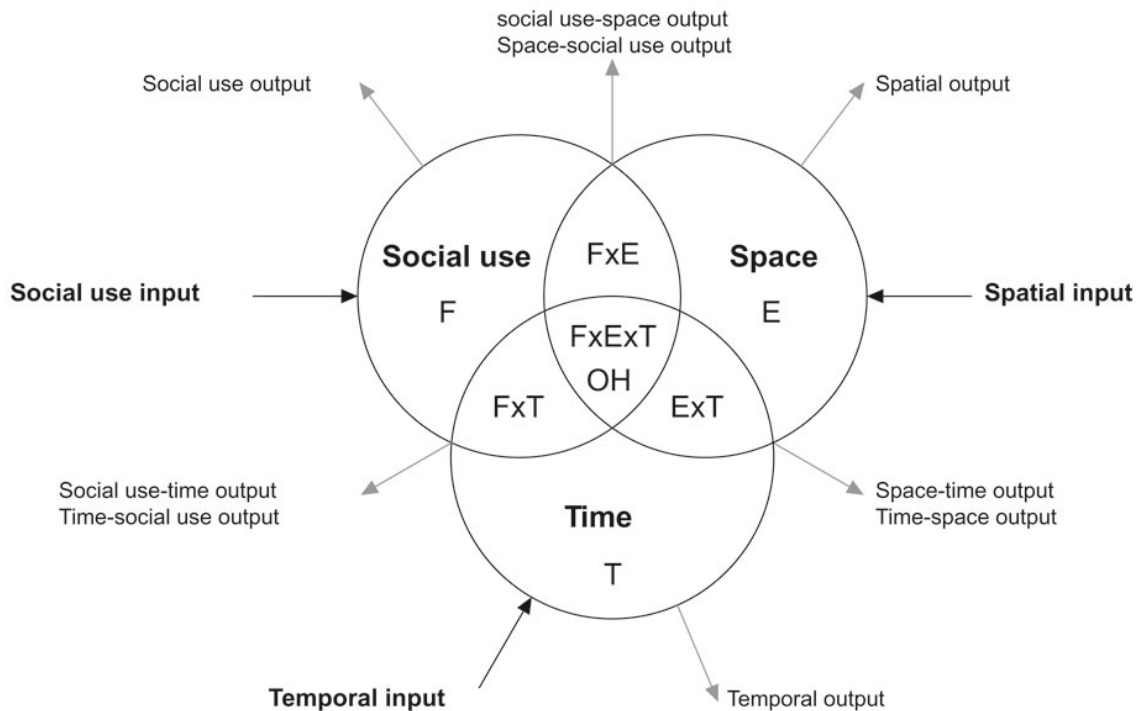 social use-space output
Space-social use output
Social use output
Spatial output
Social use
FxE
Space
Social use input
F
E
Spatial input
FxExT
OH
FxT
ExT
Social use-time output
Time-social use output
Space-time output
Time-space output
Time
T
Temporal input
Temporal output